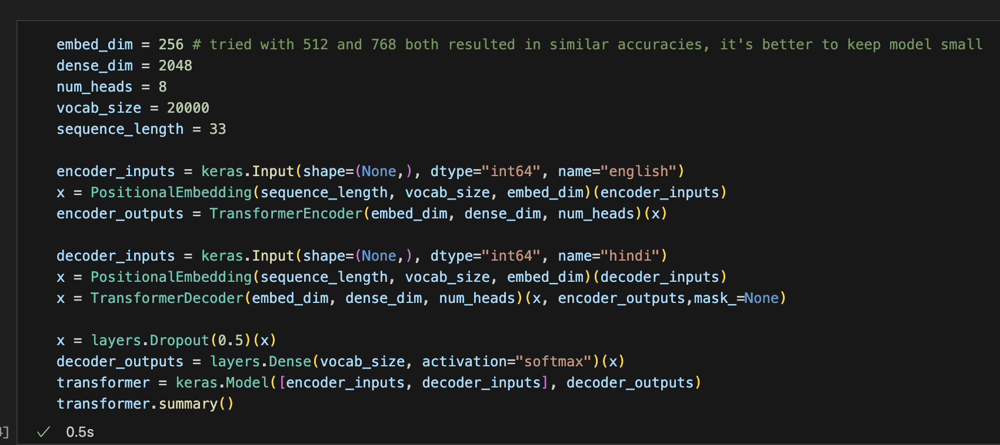 embed_dim = 256 # tried with 512 and 768 both resulted in similar accuracies, it's better to keep model small
dense_dim = 2048
num_heads = 8
vocab_size = 20000
sequence_length = 33
encoder_inputs = keras.Input(shape=(None,), dtype="int64", name="english")
x = PositionalEmbedding(sequence_length, vocab_size, embed_dim)(encoder_inputs)
encoder_outputs = TransformerEncoder(embed_dim, dense_dim, num_heads)(x)
decoder_inputs = keras.Input(shape=(None,), dtype="int64", name="hindi")
x = PositionalEmbedding(sequence_length, vocab_size, embed_dim)(decoder_inputs)
x = TransformerDecoder(embed_dim, dense_dim, num_heads)(x, encoder_outputs,mask_=None)
x = layers.Dropout(0.5)(x)
decoder_outputs = layers.Dense(vocab_size, activation="softmax")(x)
transformer = keras.Model([encoder_inputs, decoder_inputs], decoder_outputs)
transformer.summary()
] ✓ 0.5s